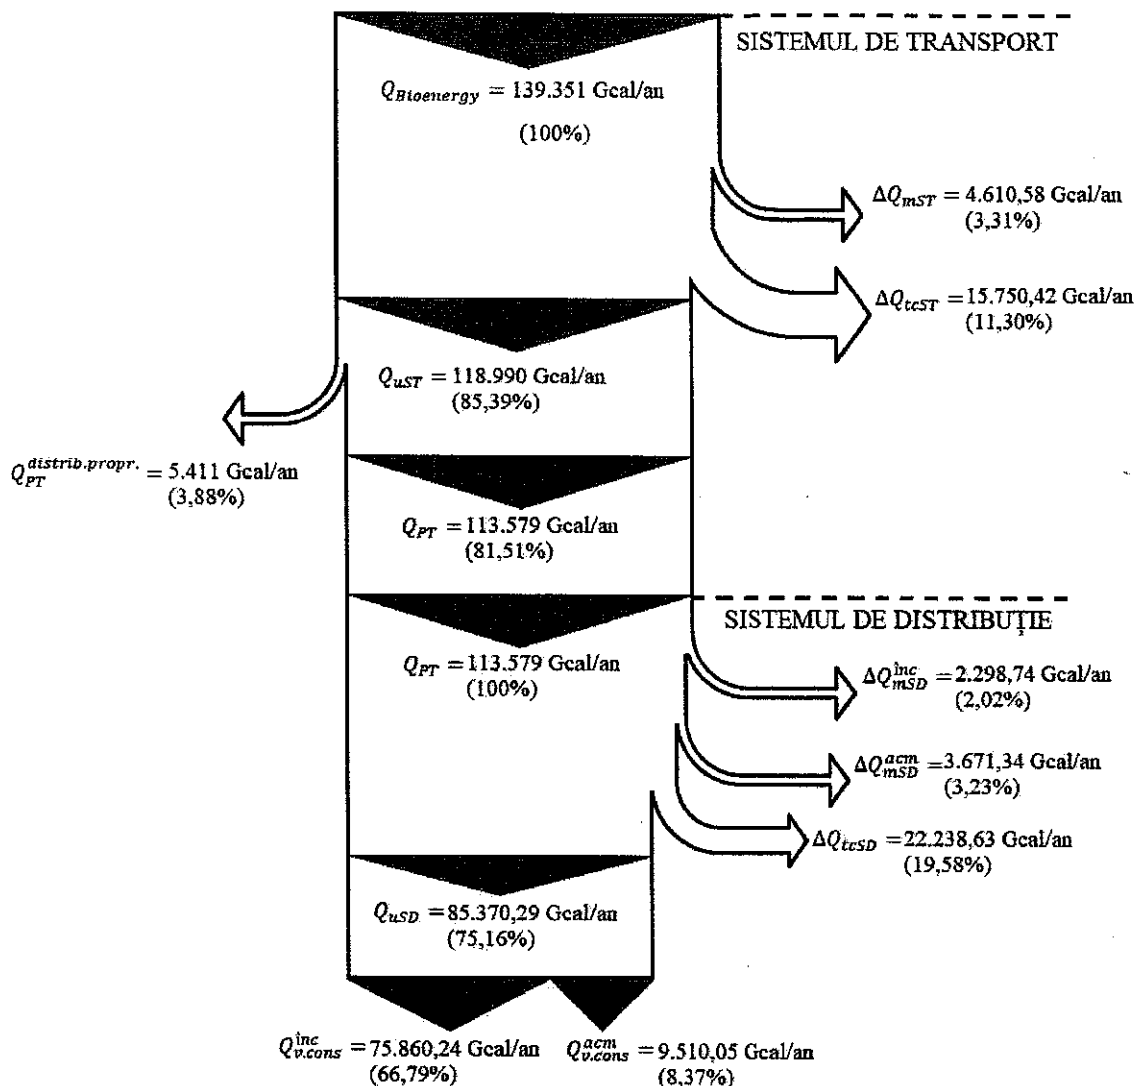 SISTEMUL DE TRANSPORT
Q_Bioenergy = 139.351 Gcal/an
(100%)
ΔQ_mST = 4.610,58 Gcal/an
(3,31%)
ΔQ_tcST = 15.750,42 Gcal/an
(11,30%)
Q_uST = 118.990 Gcal/an
(85,39%)
Q_PT^distrib.propr. = 5.411 Gcal/an
(3,88%)
Q_PT = 113.579 Gcal/an
(81,51%)
SISTEMUL DE DISTRIBUȚIE
Q_PT = 113.579 Gcal/an
(100%)
ΔQ_mSD^înc = 2.298,74 Gcal/an
(2,02%)
ΔQ_mSD^acm = 3.671,34 Gcal/an
(3,23%)
ΔQ_tcSD = 22.238,63 Gcal/an
(19,58%)
Q_uSD = 85.370,29 Gcal/an
(75,16%)
Q_v.cons^înc = 75.860,24 Gcal/an
(66,79%)
Q_v.cons^acm = 9.510,05 Gcal/an
(8,37%)